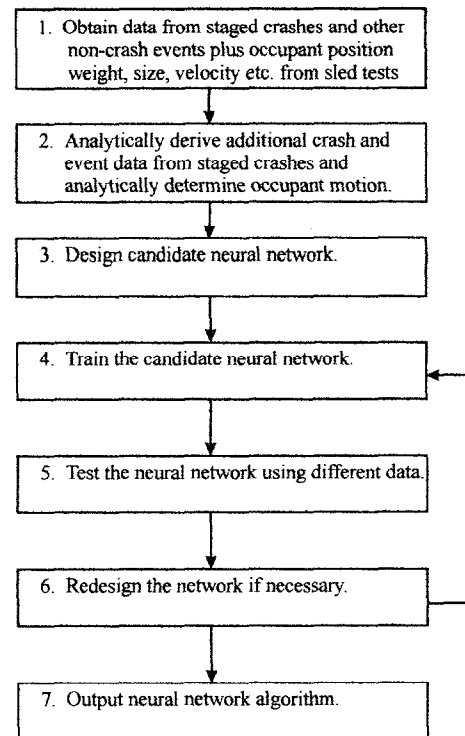 1. Obtain data from staged crashes and other
non-crash events plus occupant position
weight, size, velocity etc. from sled tests
2. Analytically derive additional crash and
event data from staged crashes and
analytically determine occupant motion.
3. Design candidate neural network.
4. Train the candidate neural network.
5. Test the neural network using different data.
6. Redesign the network if necessary.
7. Output neural network algorithm.